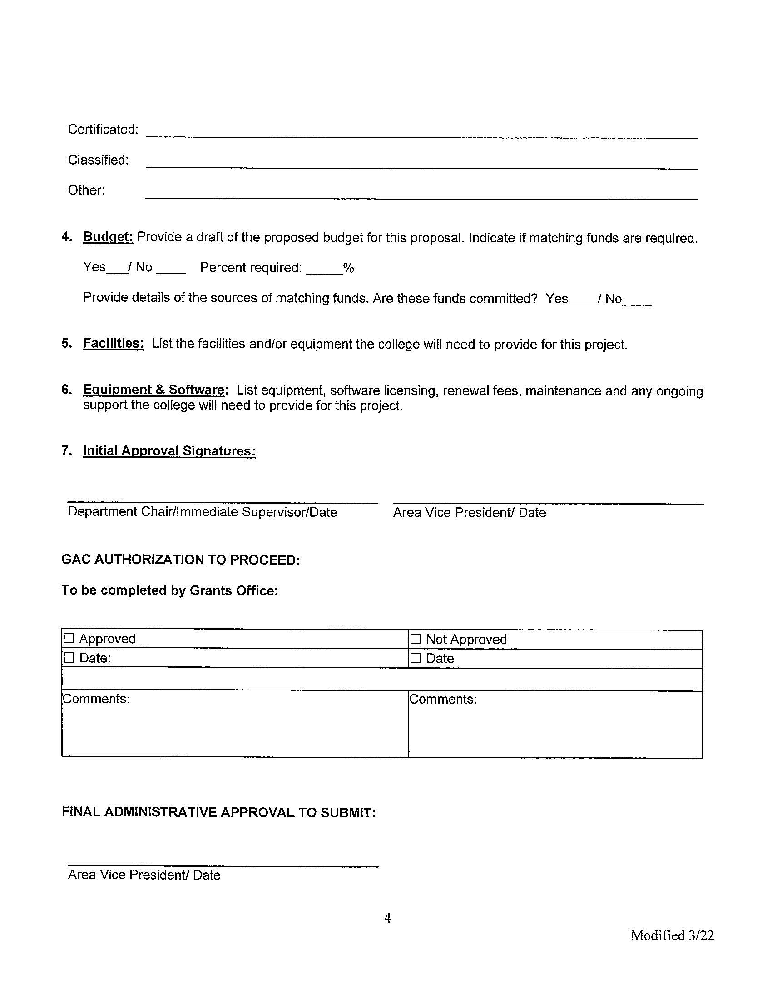 Certificated:
Classified:
Other:
4. Budget: Provide a draft of the proposed budget for this proposal. Indicate if matching funds are required.
Yes___/ No ____ Percent required: _____%
Provide details of the sources of matching funds. Are these funds committed? Yes____/ No____
5. Facilities: List the facilities and/or equipment the college will need to provide for this project.
6. Equipment & Software: List equipment, software licensing, renewal fees, maintenance and any ongoing
support the college will need to provide for this project.
7. Initial Approval Signatures:
Department Chair/Immediate Supervisor/Date Area Vice President/ Date
GAC AUTHORIZATION TO PROCEED:
To be completed by Grants Office:
☐ Approved ☐ Not Approved
☐ Date: ☐ Date
Comments: Comments:
FINAL ADMINISTRATIVE APPROVAL TO SUBMIT:
Area Vice President/ Date
4
Modified 3/22